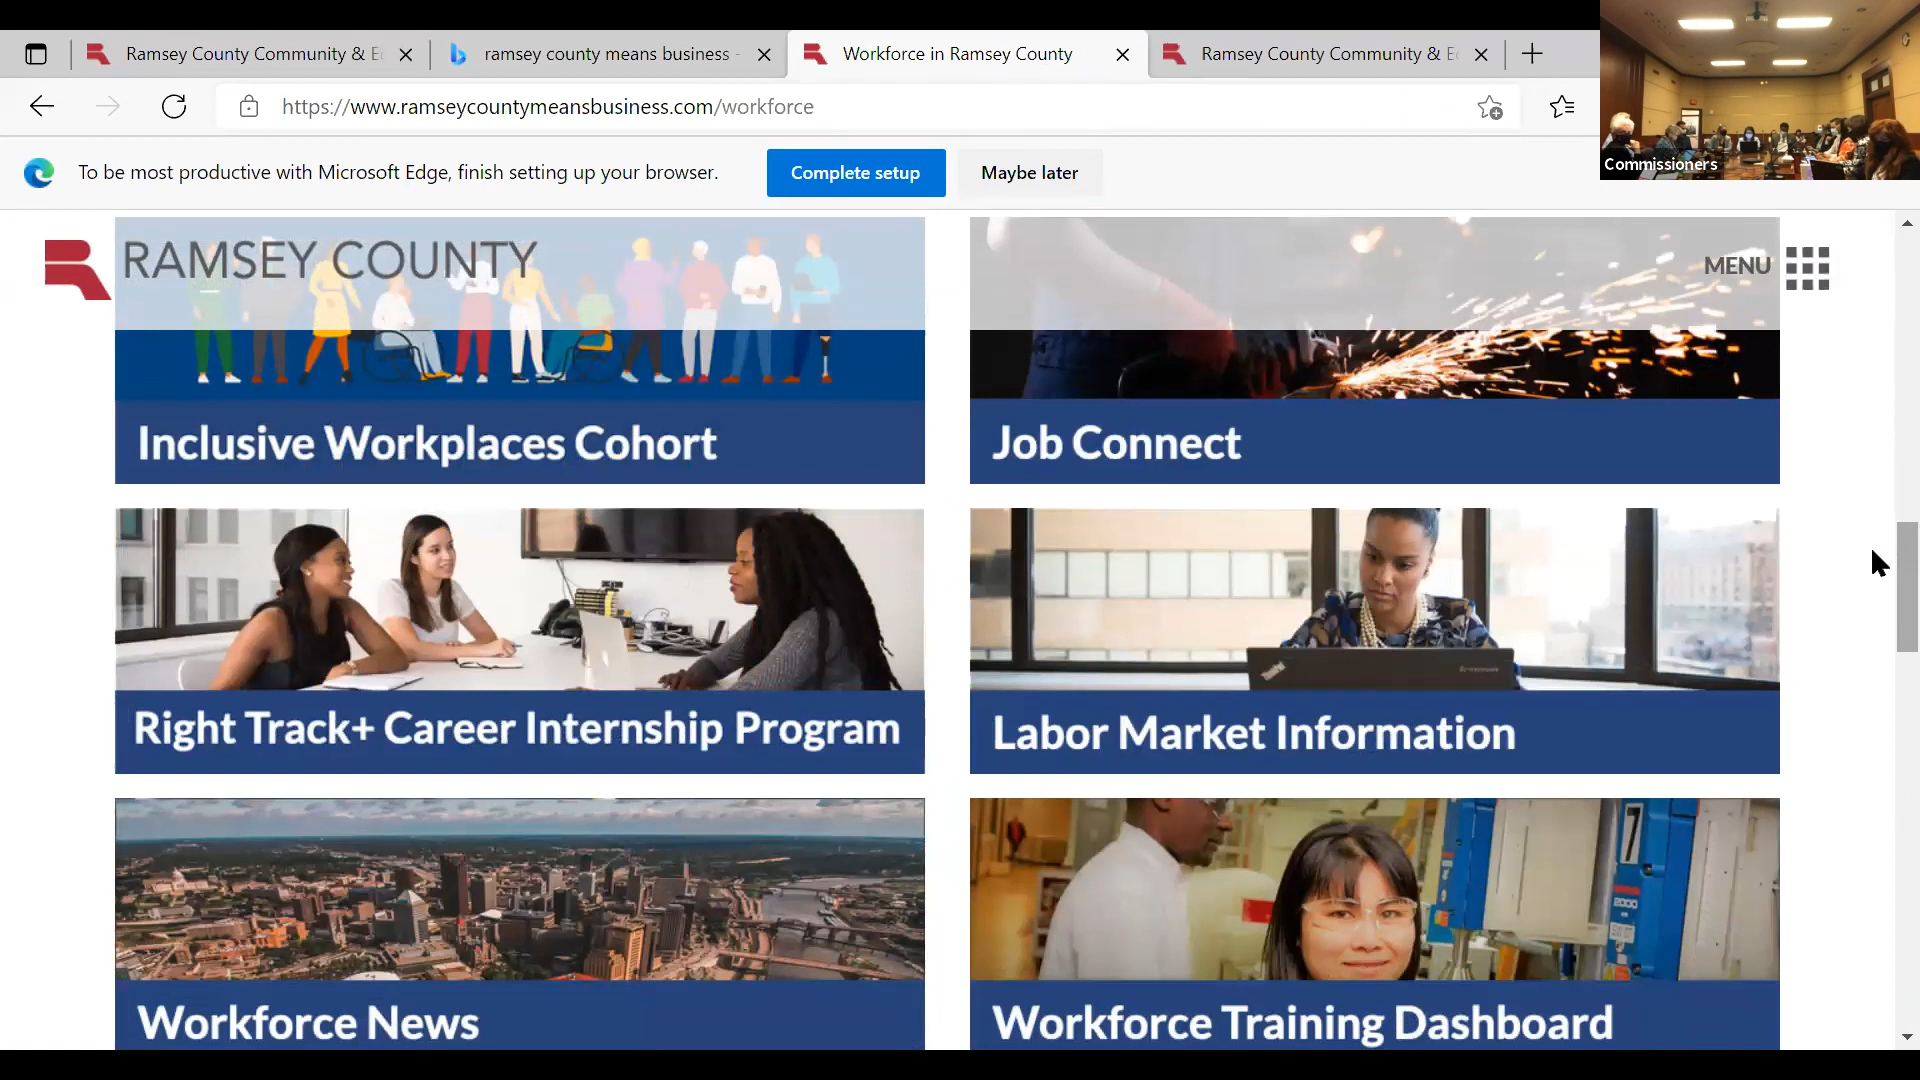 Ramsey County Community & E
ramsey county means business -
Workforce in Ramsey County
Ramsey County Community & E
https://www.ramseycountymeansbusiness.com/workforce
To be most productive with Microsoft Edge, finish setting up your browser.
Complete setup
Maybe later
Commissioners
RAMSEY COUNTY
MENU
Inclusive Workplaces Cohort
Job Connect
Right Track+ Career Internship Program
Labor Market Information
ThinkPad
7
2000
Workforce News
Workforce Training Dashboard